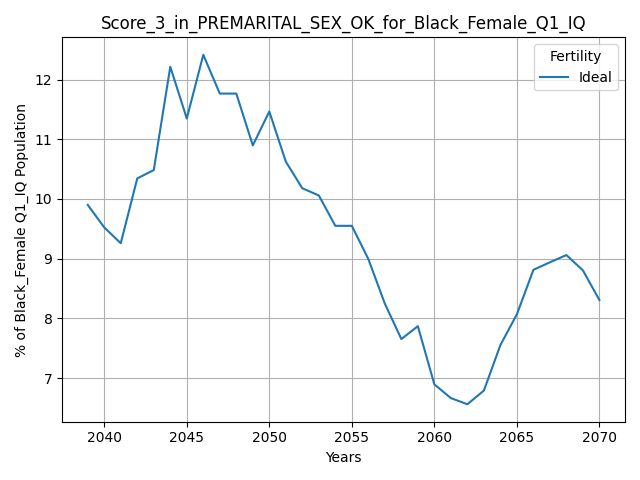 Score_3_in_PREMARITAL_SEX_OK_for_Black_Female_Q1_IQ
Fertility
Ideal
% of Black_Female Q1_IQ Population
12
11
10
9
8
7
2040 2045 2050 2055 2060 2065 2070
Years